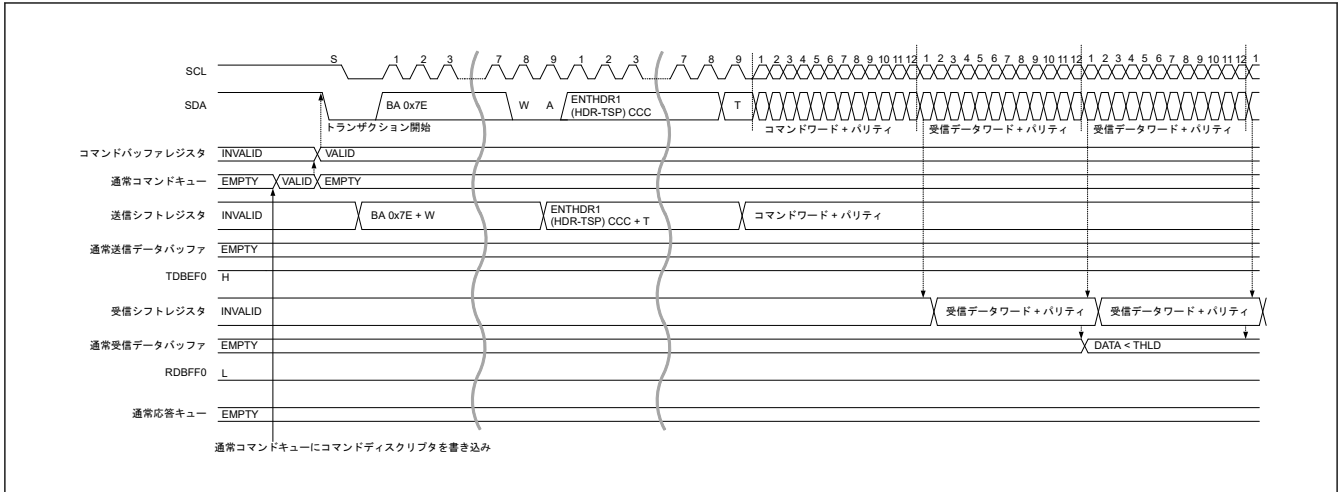 S 1 2 3 7 8 9 1 2 3 7 8 9 1 2 3 4 5 6 7 8 9 10 11 12 1 2 3 4 5 6 7 8 9 10 11 12 1 2 3 4 5 6 7 8 9 10 11 12 1
SCL
SDA BA 0x7E W A ENTHDR1
(HDR-TSP) CCC T
トランザクション開始 コマンドワード + パリティ 受信データワード + パリティ 受信データワード + パリティ
コマンドバッファレジスタ INVALID VALID
通常コマンドキュー EMPTY VALID EMPTY
送信シフトレジスタ INVALID BA 0x7E + W ENTHDR1
(HDR-TSP) CCC + T コマンドワード + パリティ
通常送信データバッファ EMPTY
TDBEF0 H
受信シフトレジスタ INVALID 受信データワード + パリティ 受信データワード + パリティ
通常受信データバッファ EMPTY DATA < THLD
RDBFF0 L
通常応答キュー EMPTY
通常コマンドキューにコマンドディスクリプタを書き込み